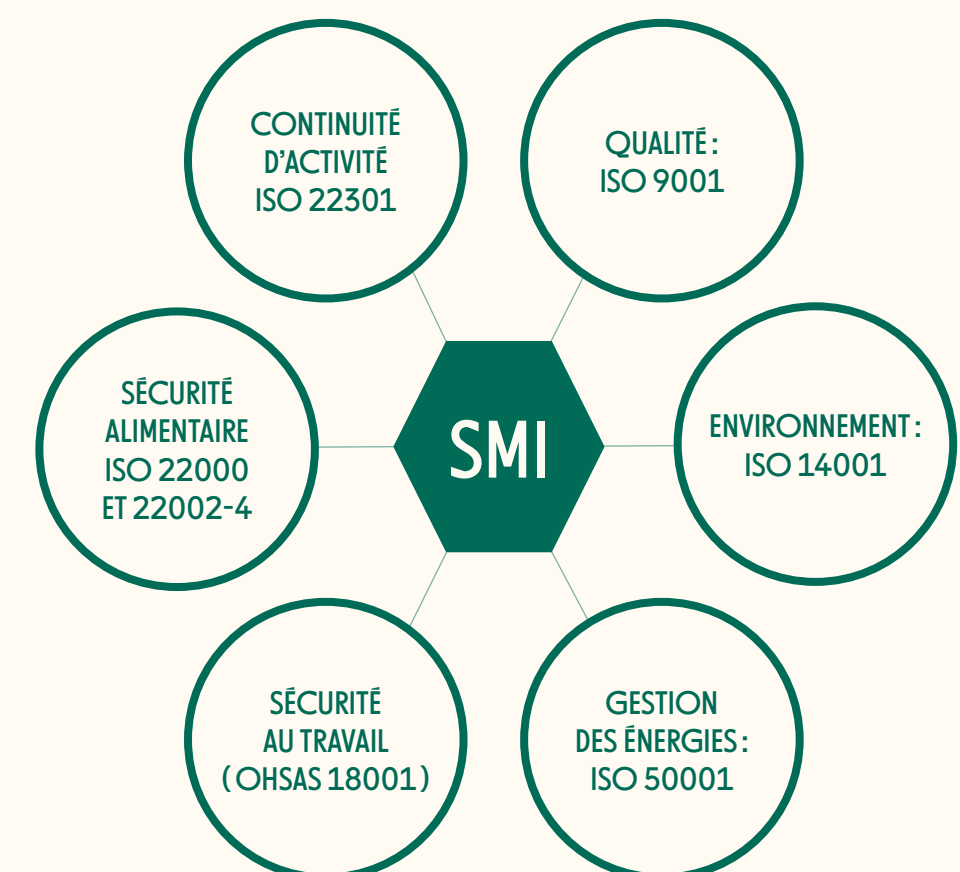 CONTINUITÉ
D'ACTIVITÉ
ISO 22301
QUALITÉ :
ISO 9001
SÉCURITÉ
ALIMENTAIRE
ISO 22000
ET 22002-4
SMI
ENVIRONNEMENT :
ISO 14001
SÉCURITÉ
AU TRAVAIL
( OHSAS 18001 )
GESTION
DES ÉNERGIES :
ISO 50001